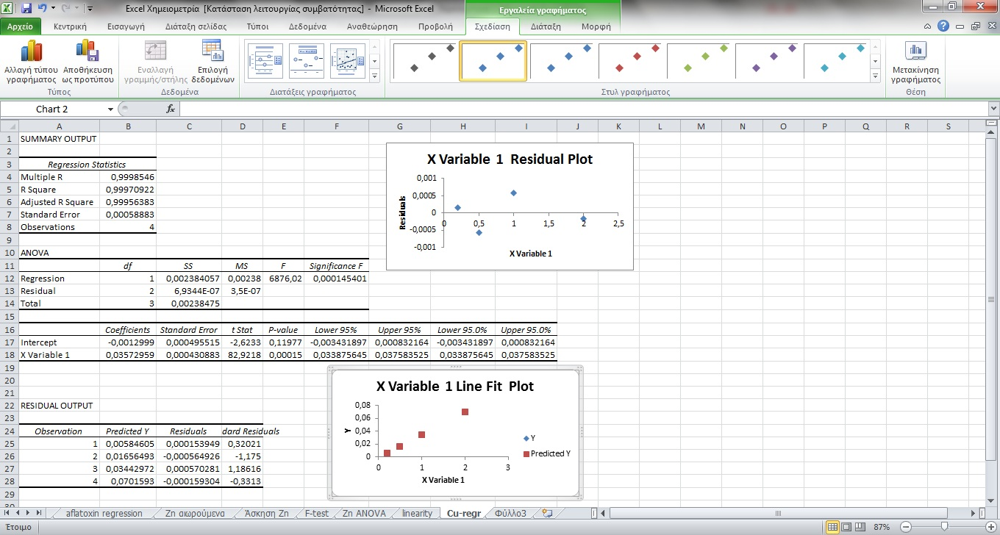 Excel Χημειομετρία [Κατάσταση λειτουργίας συμβατότητας] - Microsoft Excel
Εργαλεία γραφήματος
Αρχείο Κεντρική Εισαγωγή Διάταξη σελίδας Τύποι Δεδομένα Αναθεώρηση Προβολή Σχεδίαση Διάταξη Μορφή
Αλλαγή τύπου γραφήματος Αποθήκευση ως προτύπου Εναλλαγή γραμμής/στήλης Επιλογή δεδομένων Μετακίνηση γραφήματος
Τύπος Δεδομένα Διατάξεις γραφήματος Στυλ γραφήματος Θέση
Chart 2 fx
A B C D E F G H I J K L M N O P Q R S
1 SUMMARY OUTPUT
2
3 Regression Statistics
4 Multiple R 0,9998546
5 R Square 0,99970922
6 Adjusted R Square 0,99956383
7 Standard Error 0,00058883
8 Observations 4
9
10 ANOVA
11 df SS MS F Significance F
12 Regression 1 0,002384057 0,00238 6876,02 0,000145401
13 Residual 2 6,9344E-07 3,5E-07
14 Total 3 0,00238475
15
16 Coefficients Standard Error t Stat P-value Lower 95% Upper 95% Lower 95.0% Upper 95.0%
17 Intercept -0,0012999 0,000495515 -2,6233 0,11977 -0,003431897 0,000832164 -0,003431897 0,000832164
18 X Variable 1 0,03572959 0,000430883 82,9218 0,00015 0,033875645 0,037583525 0,033875645 0,037583525
19
20
21
22 RESIDUAL OUTPUT
23
24 Observation Predicted Y Residuals dard Residuals
25 1 0,00584605 0,000153949 0,32021
26 2 0,01656493 -0,000564926 -1,175
27 3 0,03442972 0,000570281 1,18616
28 4 0,0701593 -0,000159304 -0,3313
29
30
X Variable 1 Residual Plot
Residuals
0,001
0,0005
0
-0,0005
-0,001
0 0,5 1 1,5 2 2,5
X Variable 1
X Variable 1 Line Fit Plot
Y
0,08
0,06
0,04
0,02
0
0 1 2 3
X Variable 1
Y
Predicted Y
aflatoxin regression Zn αιωρούμενα Άσκηση Zn F-test Zn ANOVA linearity Cu-regr Φύλλο3
Έτοιμο 87%